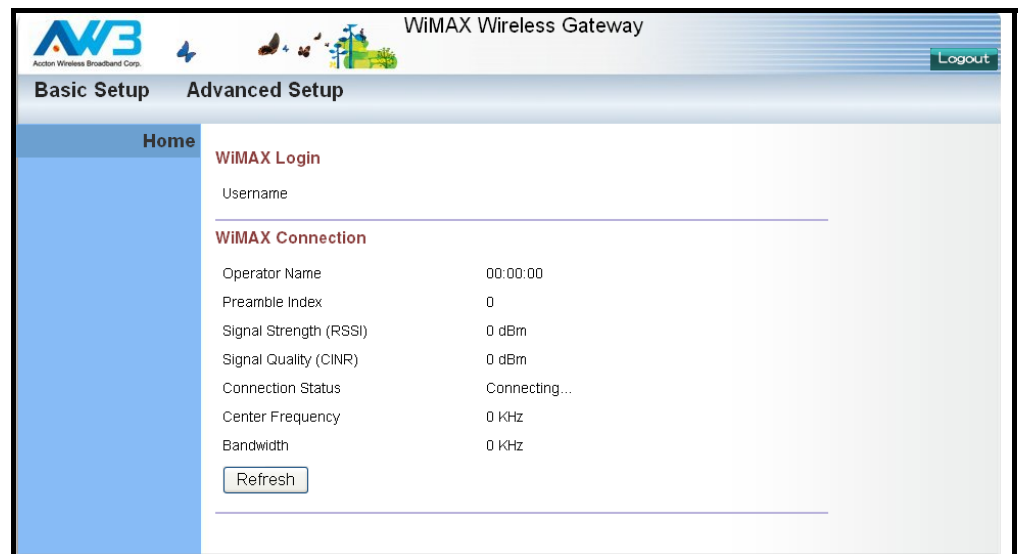 WiMAX Wireless Gateway
AW3
Accton Wireless Broadband Corp.
Logout
Basic Setup Advanced Setup
Home
WiMAX Login
Username
WiMAX Connection
Operator Name 00:00:00
Preamble Index 0
Signal Strength (RSSI) 0 dBm
Signal Quality (CINR) 0 dBm
Connection Status Connecting...
Center Frequency 0 KHz
Bandwidth 0 KHz
Refresh